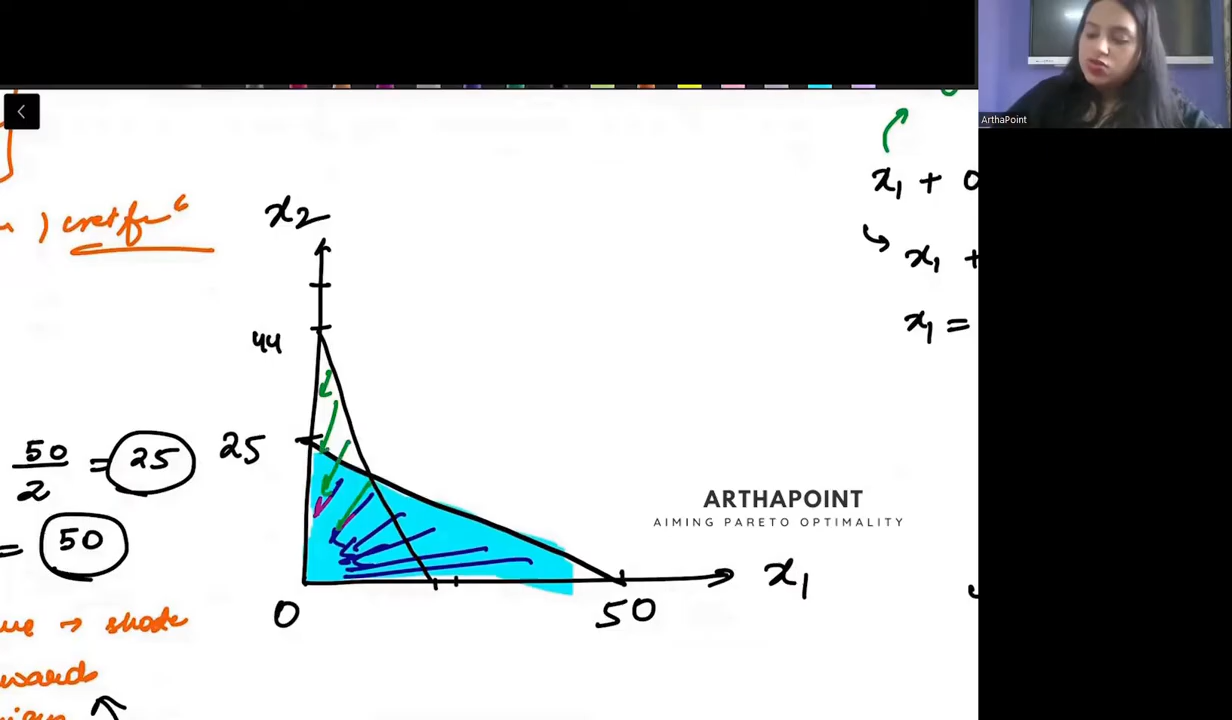 ArthaPoint
x₁ + 0
x₁ +
x₁ =
x₂
44
25
50/2 = 25
= 50
ARTHAPOINT
AIMING PARETO OPTIMALITY
0
50
x₁
→ shade